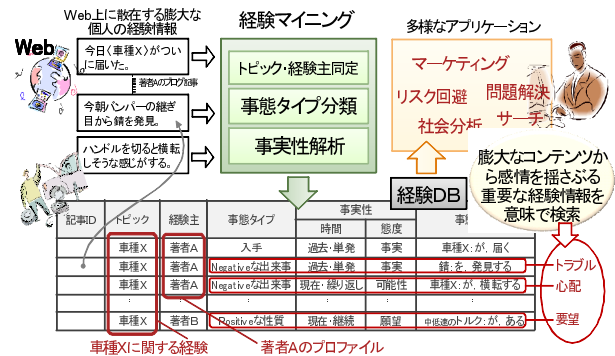 Web上に散在する膨大な
個人の経験情報
Web
今日〈車種X〉がつい
に届いた。
著者Aのブログ記事
今朝バンパーの継ぎ
目から錆を発見。
ハンドルを切ると横転
しそうな感じがする。
経験マイニング
トピック・経験主同定
事態タイプ分類
事実性解析
多様なアプリケーション
マーケティング
リスク回避
問題解決
社会分析
サーチ
経験DB
膨大なコンテンツか
ら感情を揺さぶる
重要な経験情報を
意味で検索
記事ID トピック 経験主 事態タイプ 事実性
時間 態度
車種X 著者A 入手 過去・単発 事実 車種X:が、届く
車種X 著者A Negativeな出来事 過去・単発 事実 錆:を、発見する トラブル
車種X 著者A Negativeな出来事 現在・繰り返し 可能性 車種X:が、横転する 心配
: : : : :
車種X 著者B Positiveな性質 現在・継続 願望 中低速のトルク:が、ある 要望
車種Xに関する経験
著者Aのプロファイル